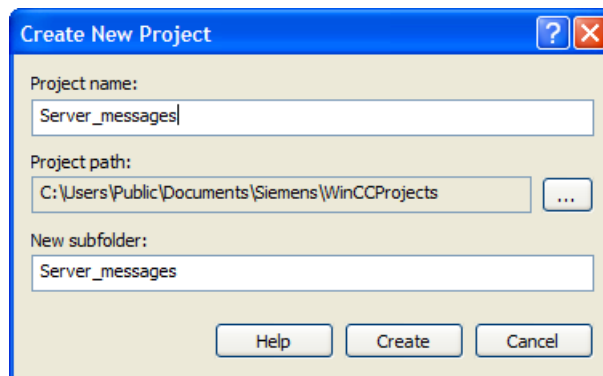 Create New Project
?
Project name:
Server_messages
Project path:
C:\Users\Public\Documents\Siemens\WinCCProjects
...
New subfolder:
Server_messages
Help
Create
Cancel